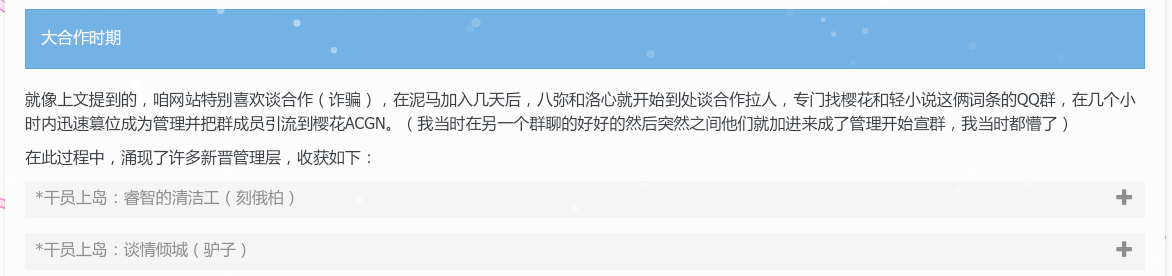 大合作时期
就像上文提到的，咱网站特别喜欢谈合作（诈骗），在泥马加入几天后，八弥和洛心就开始到处谈合作拉人，专门找樱花和轻小说这俩词条的QQ群，在几个小
时内迅速篡位成为管理并把群成员引流到樱花ACGN。（我当时在另一个群聊的好好的然后突然之间他们就加进来成了管理开始宣群，我当时都懵了）
在此过程中，涌现了许多新晋管理层，收获如下：
*干员上岛：睿智的清洁工（刻俄柏）
*干员上岛：谈情倾城（驴子）